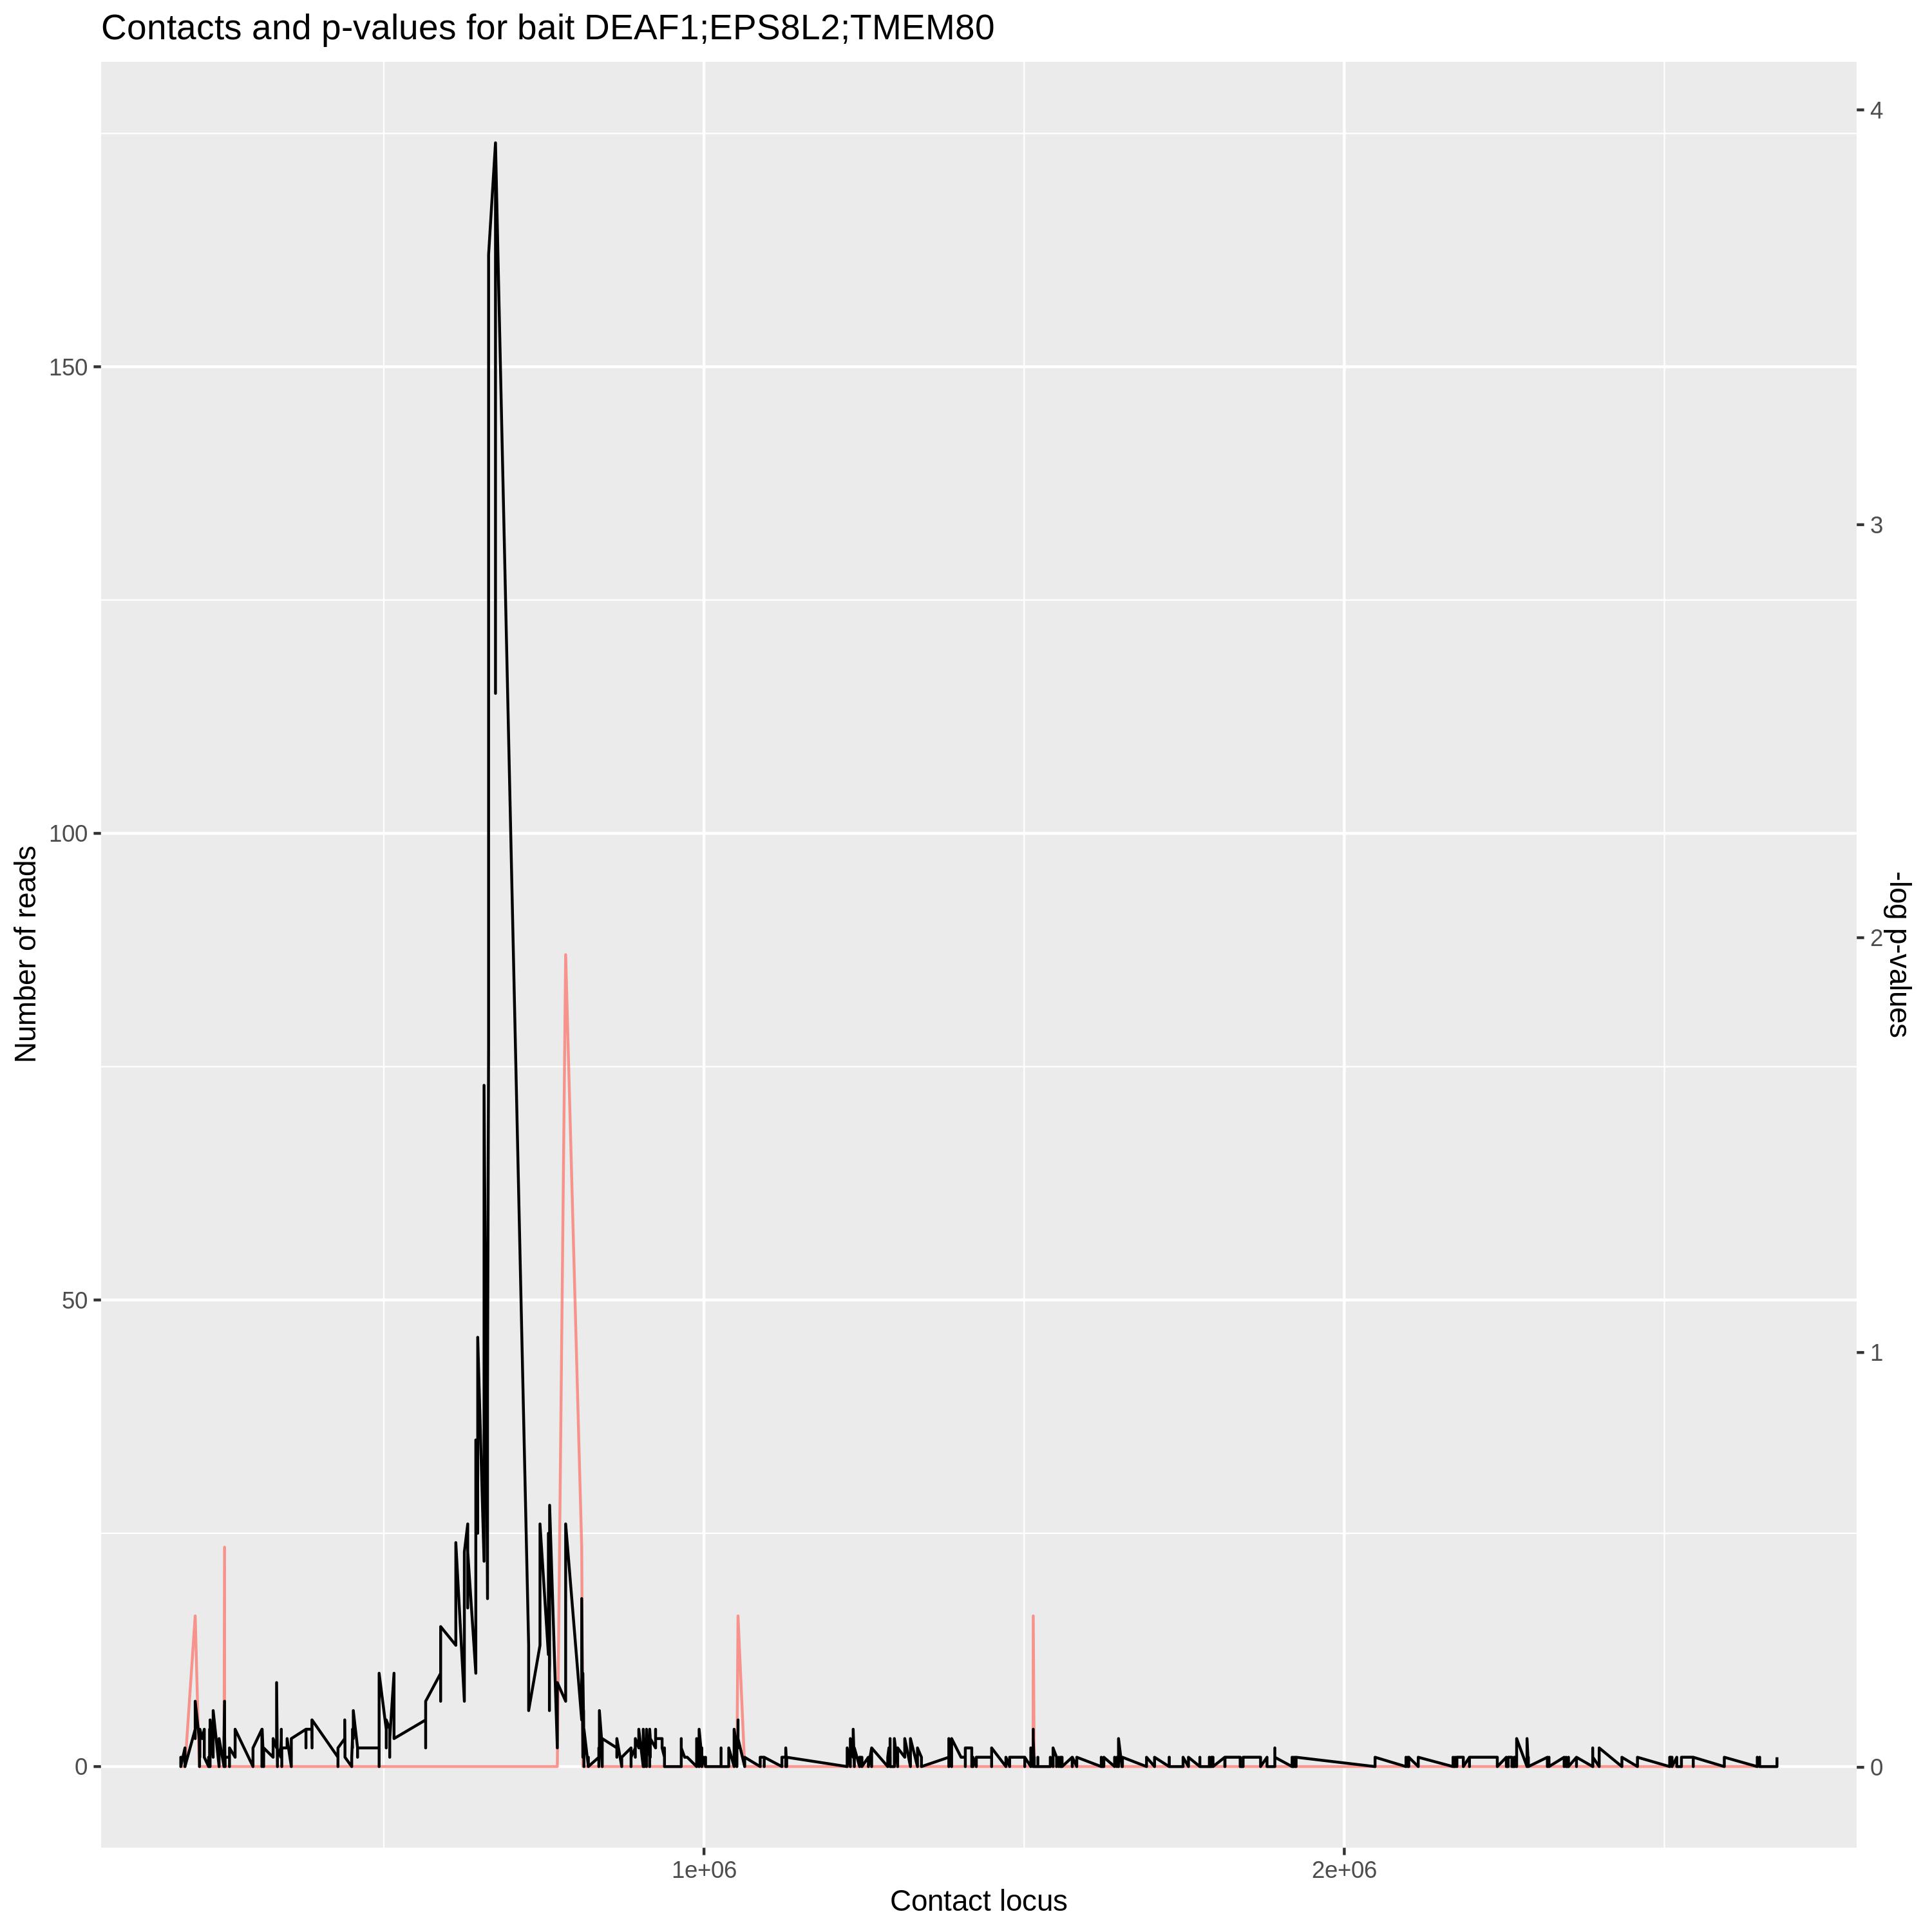 Contacts and p-values for bait DEAF1;EPS8L2;TMEM80
Number of reads
150
100
50
0
4
3
2
1
0
-log p-values
1e+06
2e+06
Contact locus